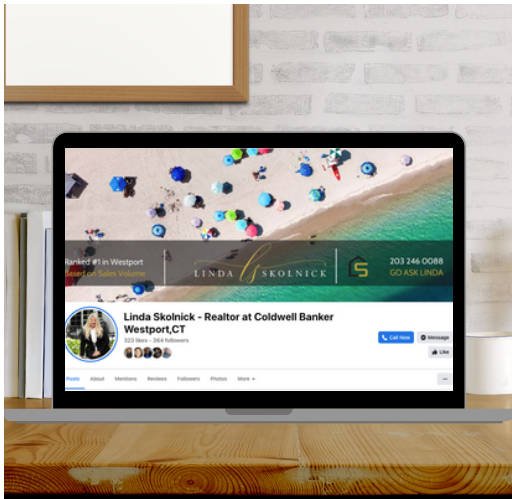 Ranked #1 in Westport
Based on Sales Volume
LINDA
ls
SKOLNICK
S
203 246 0088
GO ASK LINDA
Linda Skolnick - Realtor at Coldwell Banker
Westport,CT
323 likes • 364 followers
Call Now
Message
Like
Posts About Mentions Reviews Followers Photos More